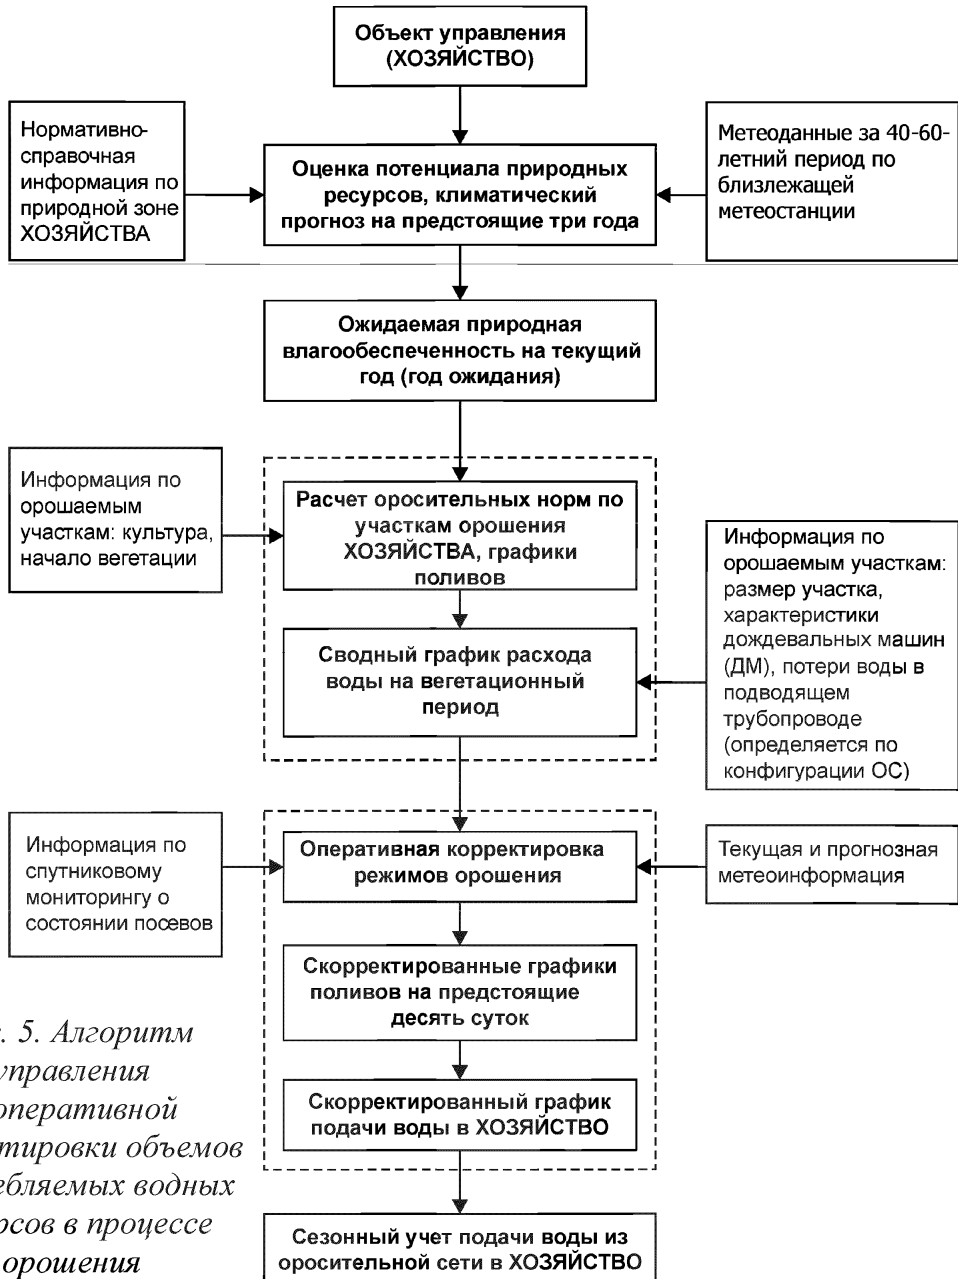 Объект управления
(ХОЗЯЙСТВО)
Нормативно-
справочная
информация по
природной зоне
ХОЗЯЙСТВА
Оценка потенциала природных
ресурсов, климатический
прогноз на предстоящие три года
Метеоданные за 40-60-
летний период по
близлежащей
метеостанции
Ожидаемая природная
влагообеспеченность на текущий
год (год ожидания)
Информация по
орошаемым
участкам: культура,
начало вегетации
Расчет оросительных норм по
участкам орошения
ХОЗЯЙСТВА, графики
поливов
Информация по
орошаемым участкам:
размер участка,
характеристики
дождевальных машин
(ДМ), потери воды в
подводящем
трубопроводе
(определяется по
конфигурации ОС)
Сводный график расхода
воды на вегетационный
период
Информация по
спутниковому
мониторингу о
состоянии посевов
Оперативная корректировка
режимов орошения
Текущая и прогнозная
метеоинформация
Скорректированные графики
поливов на предстоящие
десять суток
Скорректированный график
подачи воды в ХОЗЯЙСТВО
Сезонный учет подачи воды из
оросительной сети в ХОЗЯЙСТВО
. 5. Алгоритм
управления
оперативной
тировки объемов
ебляемых водных
рсов в процессе
орошения